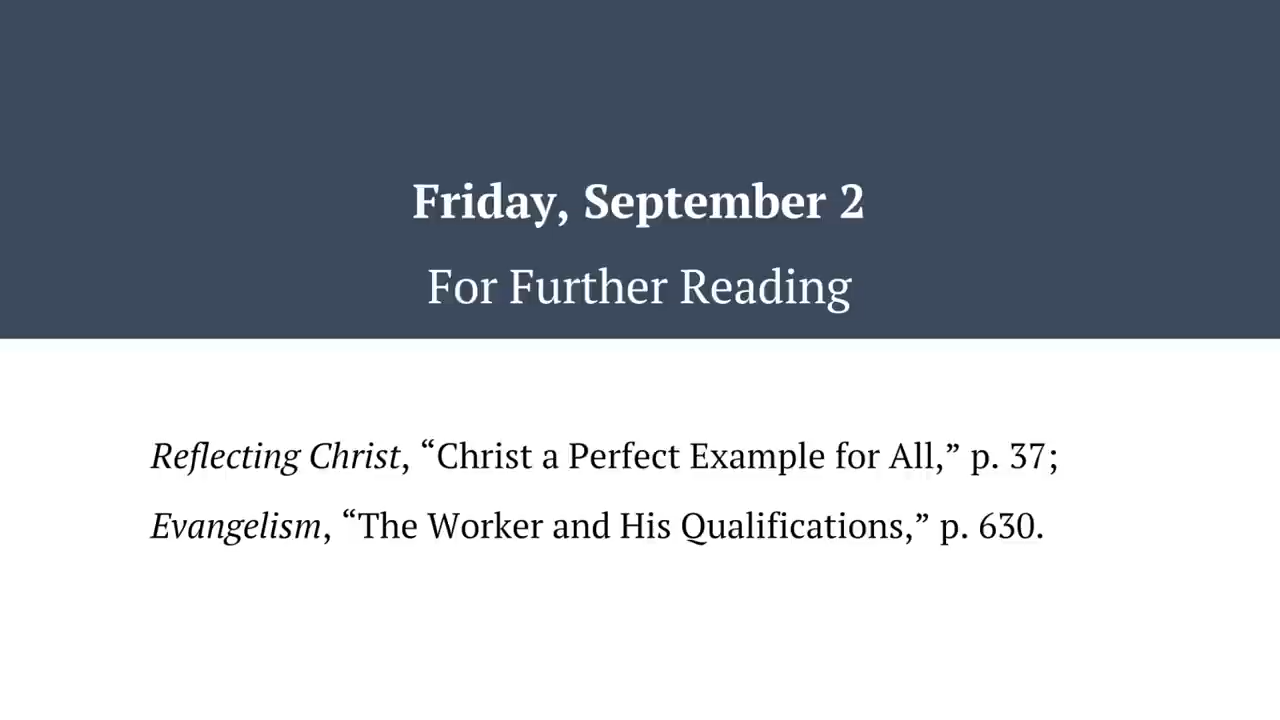 Friday, September 2
For Further Reading
Reflecting Christ, “Christ a Perfect Example for All,” p. 37;
Evangelism, “The Worker and His Qualifications,” p. 630.